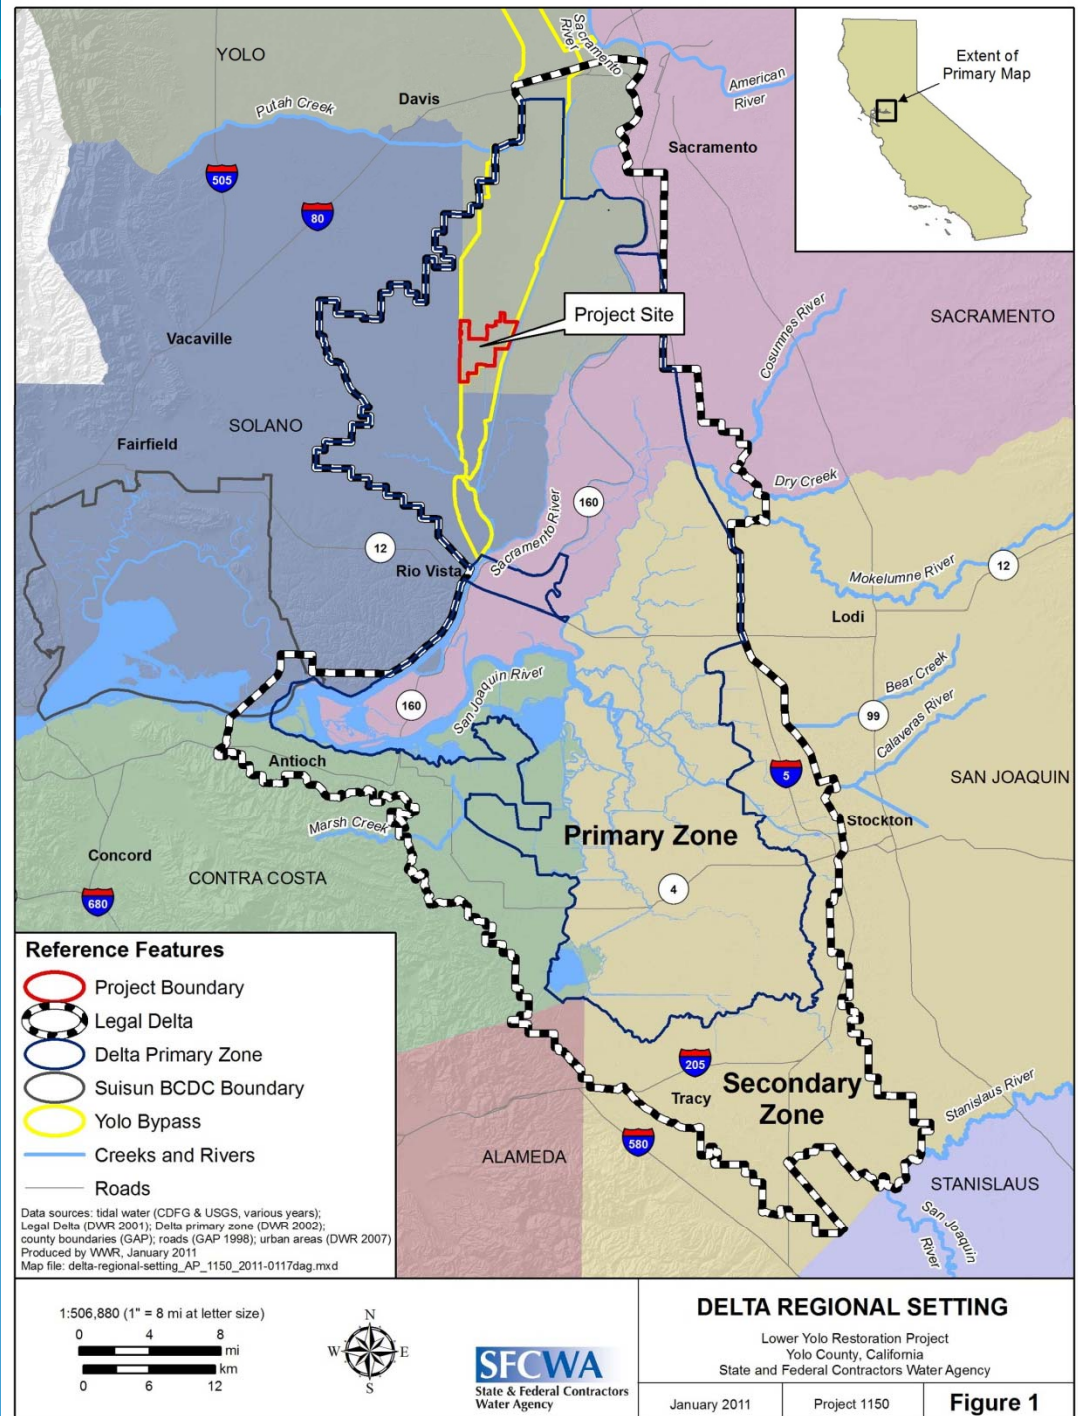 YOLO
Sacramento
River
Davis
Putah Creek
American
River
Sacramento
Extent of
Primary Map
505
80
Project Site
Vacaville
SACRAMENTO
Cosumnes River
SOLANO
Fairfield
Dry Creek
160
Sacramento River
12
Rio Vista
Mokelumne River
12
Lodi
Bear Creek
San Joaquin River
160
99
Calaveras River
Antioch
5
SAN JOAQUIN
Stockton
Marsh Creek
Primary Zone
Concord
CONTRA COSTA
4
680
Reference Features
Project Boundary
Legal Delta
Delta Primary Zone
Suisun BCDC Boundary
Yolo Bypass
Creeks and Rivers
Roads
Data sources: tidal water (CDFG & USGS, various years);
Legal Delta (DWR 2001); Delta primary zone (DWR 2002);
county boundaries (GAP); roads (GAP 1998); urban areas (DWR 2007)
Produced by WWR, January 2011
Map file: delta-regional-setting_AP_1150_2011-0117dag.mxd
205
Secondary
Zone
Tracy
Stanislaus River
580
ALAMEDA
STANISLAUS
San Joaquin
River
1:506,880 (1" = 8 mi at letter size)
0 4 8
mi
km
0 6 12
N
W E
S
SFCWA
State & Federal Contractors
Water Agency
DELTA REGIONAL SETTING
Lower Yolo Restoration Project
Yolo County, California
State and Federal Contractors Water Agency
January 2011
Project 1150
Figure 1